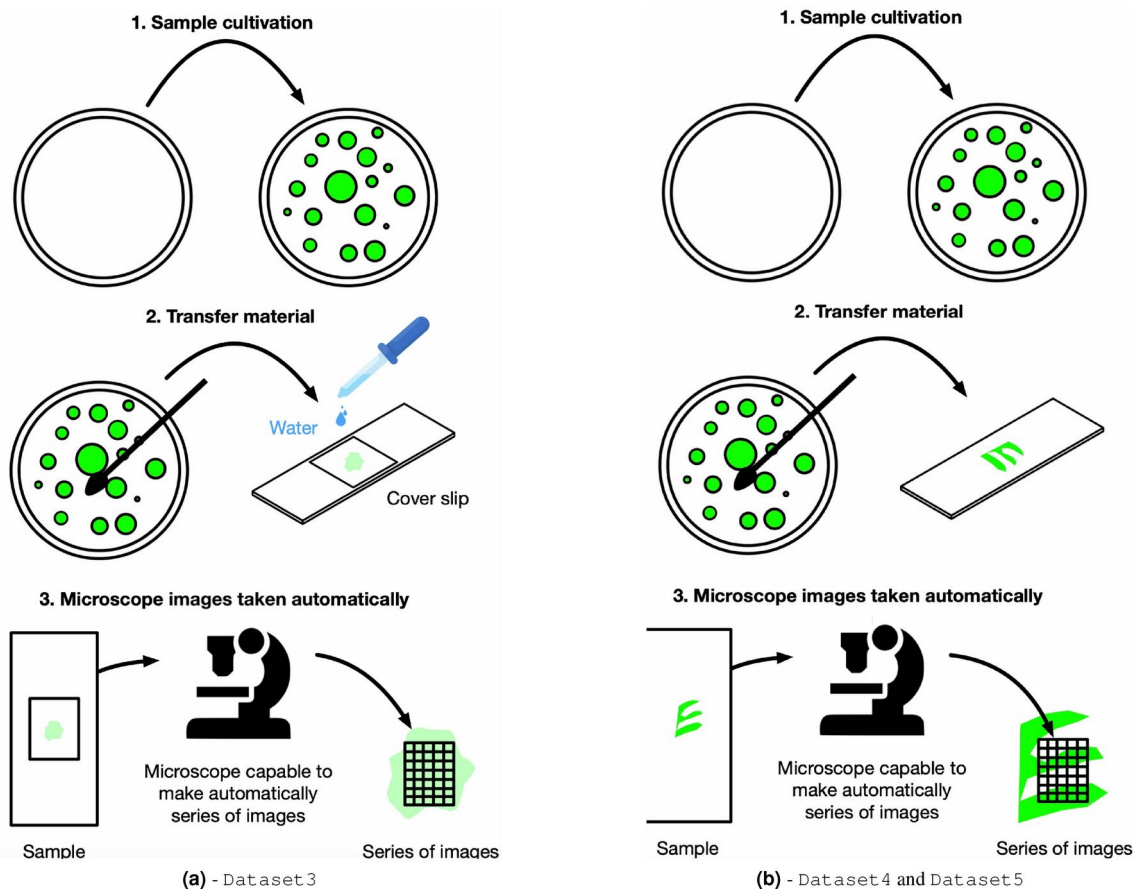 1. Sample cultivation
2. Transfer material
Water
Cover slip
3. Microscope images taken automatically
Microscope capable to
make automatically
series of images
Sample
Series of images
(a) - Dataset3
1. Sample cultivation
2. Transfer material
3. Microscope images taken automatically
Microscope capable to
make automatically
series of images
Sample
Series of images
(b) - Dataset4 and Dataset5